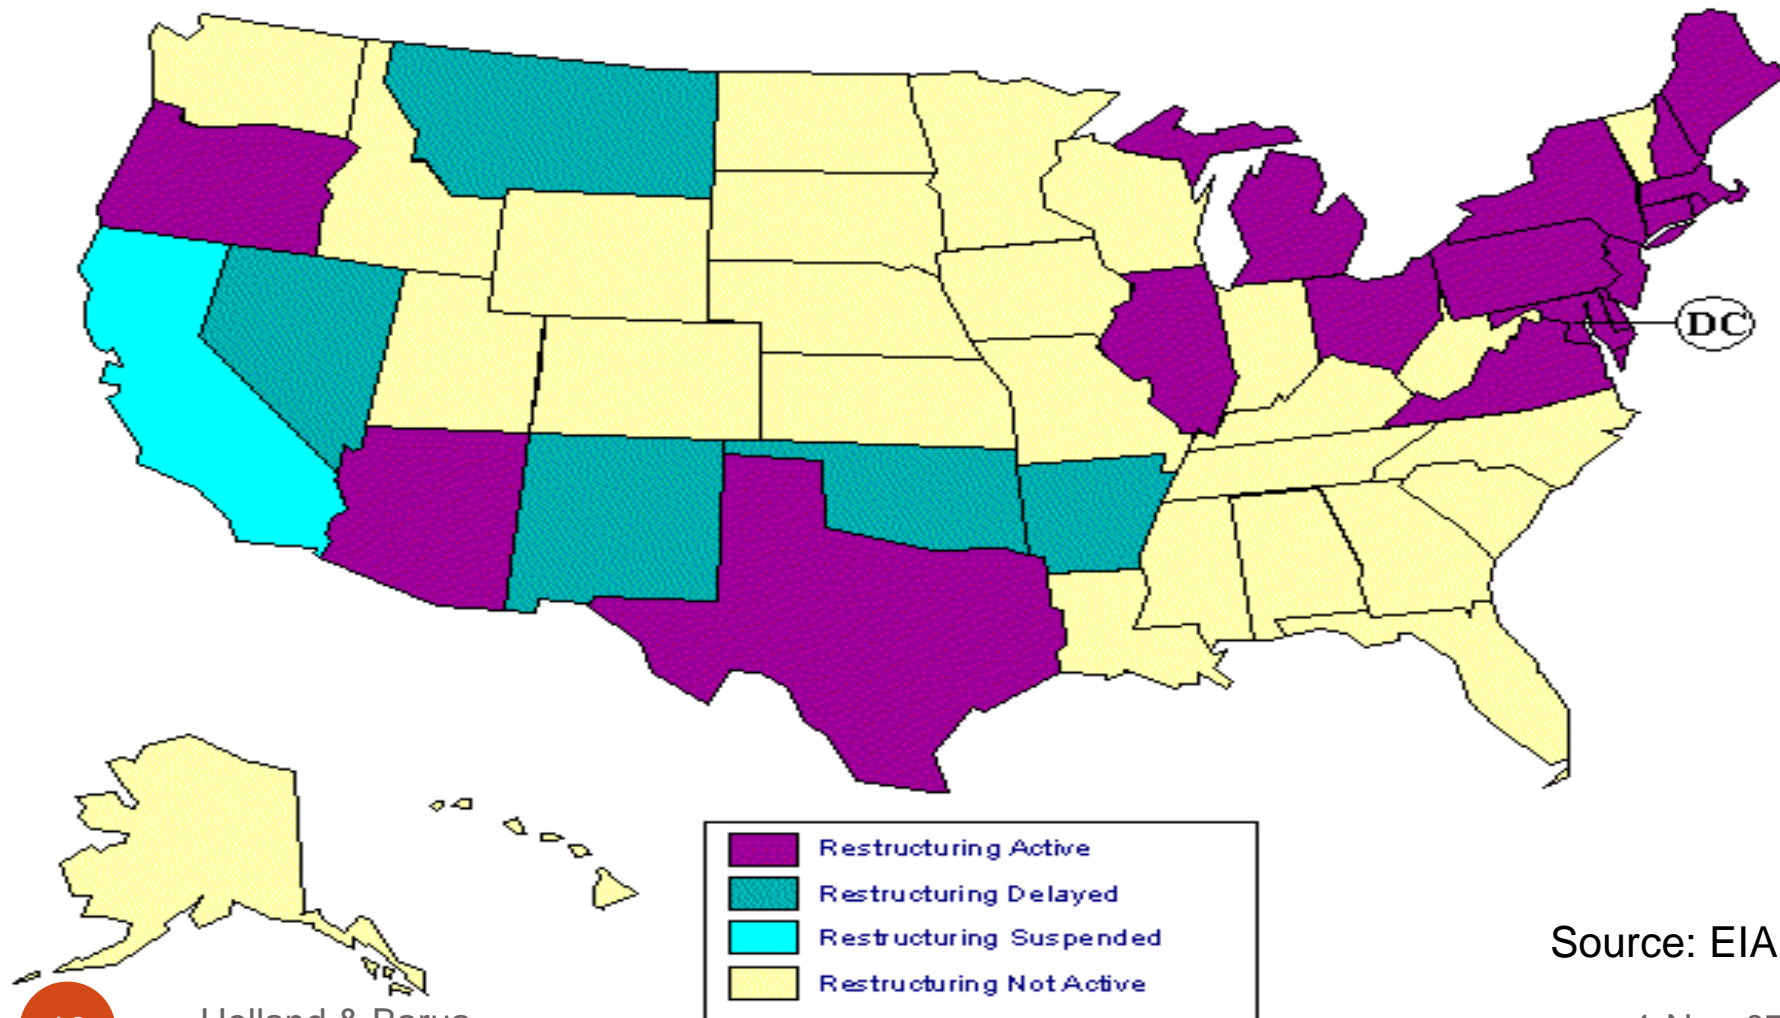 DC
Restructuring Active
Restructuring Delayed
Restructuring Suspended
Restructuring Not Active
Source: EIA